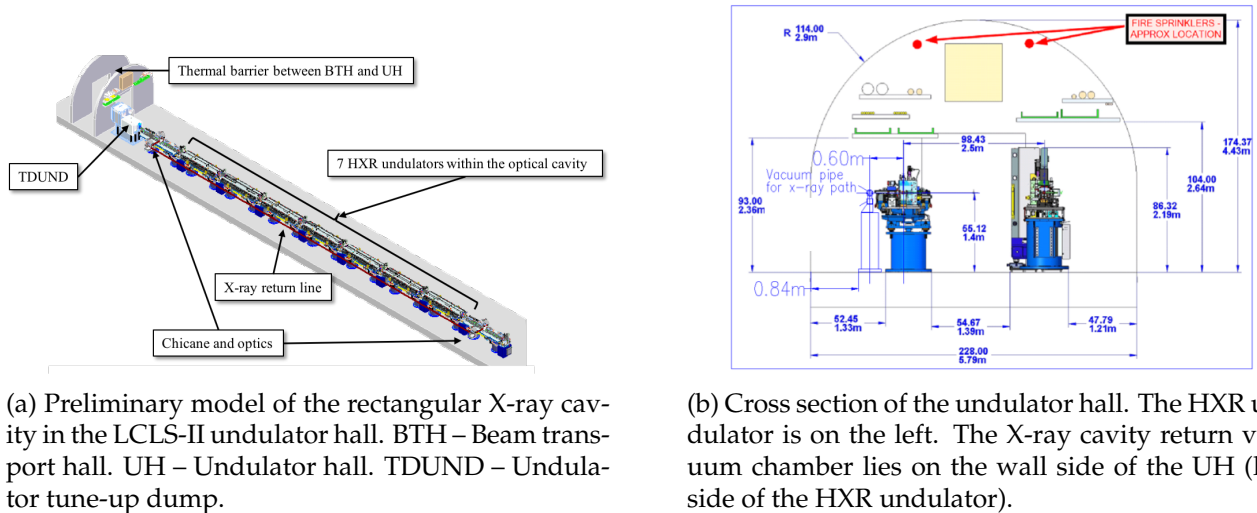 Thermal barrier between BTH and UH
TDUND
7 HXR undulators within the optical cavity
X-ray return line
Chicane and optics
(a) Preliminary model of the rectangular X-ray cav-
ity in the LCLS-II undulator hall. BTH – Beam trans-
port hall. UH – Undulator hall. TDUND – Undula-
tor tune-up dump.
FIRE SPRINKLERS -
APPROX LOCATION
R 114.00
2.9m
98.43
2.5m
0.60m
Vacuum pipe
for x-ray path
174.37
4.43m
104.00
2.64m
86.32
2.19m
93.00
2.36m
55.12
1.4m
0.84m
52.45
1.33m
54.67
1.39m
47.79
1.21m
228.00
5.79m
(b) Cross section of the undulator hall. The HXR u
dulator is on the left. The X-ray cavity return v
uum chamber lies on the wall side of the UH (
side of the HXR undulator).